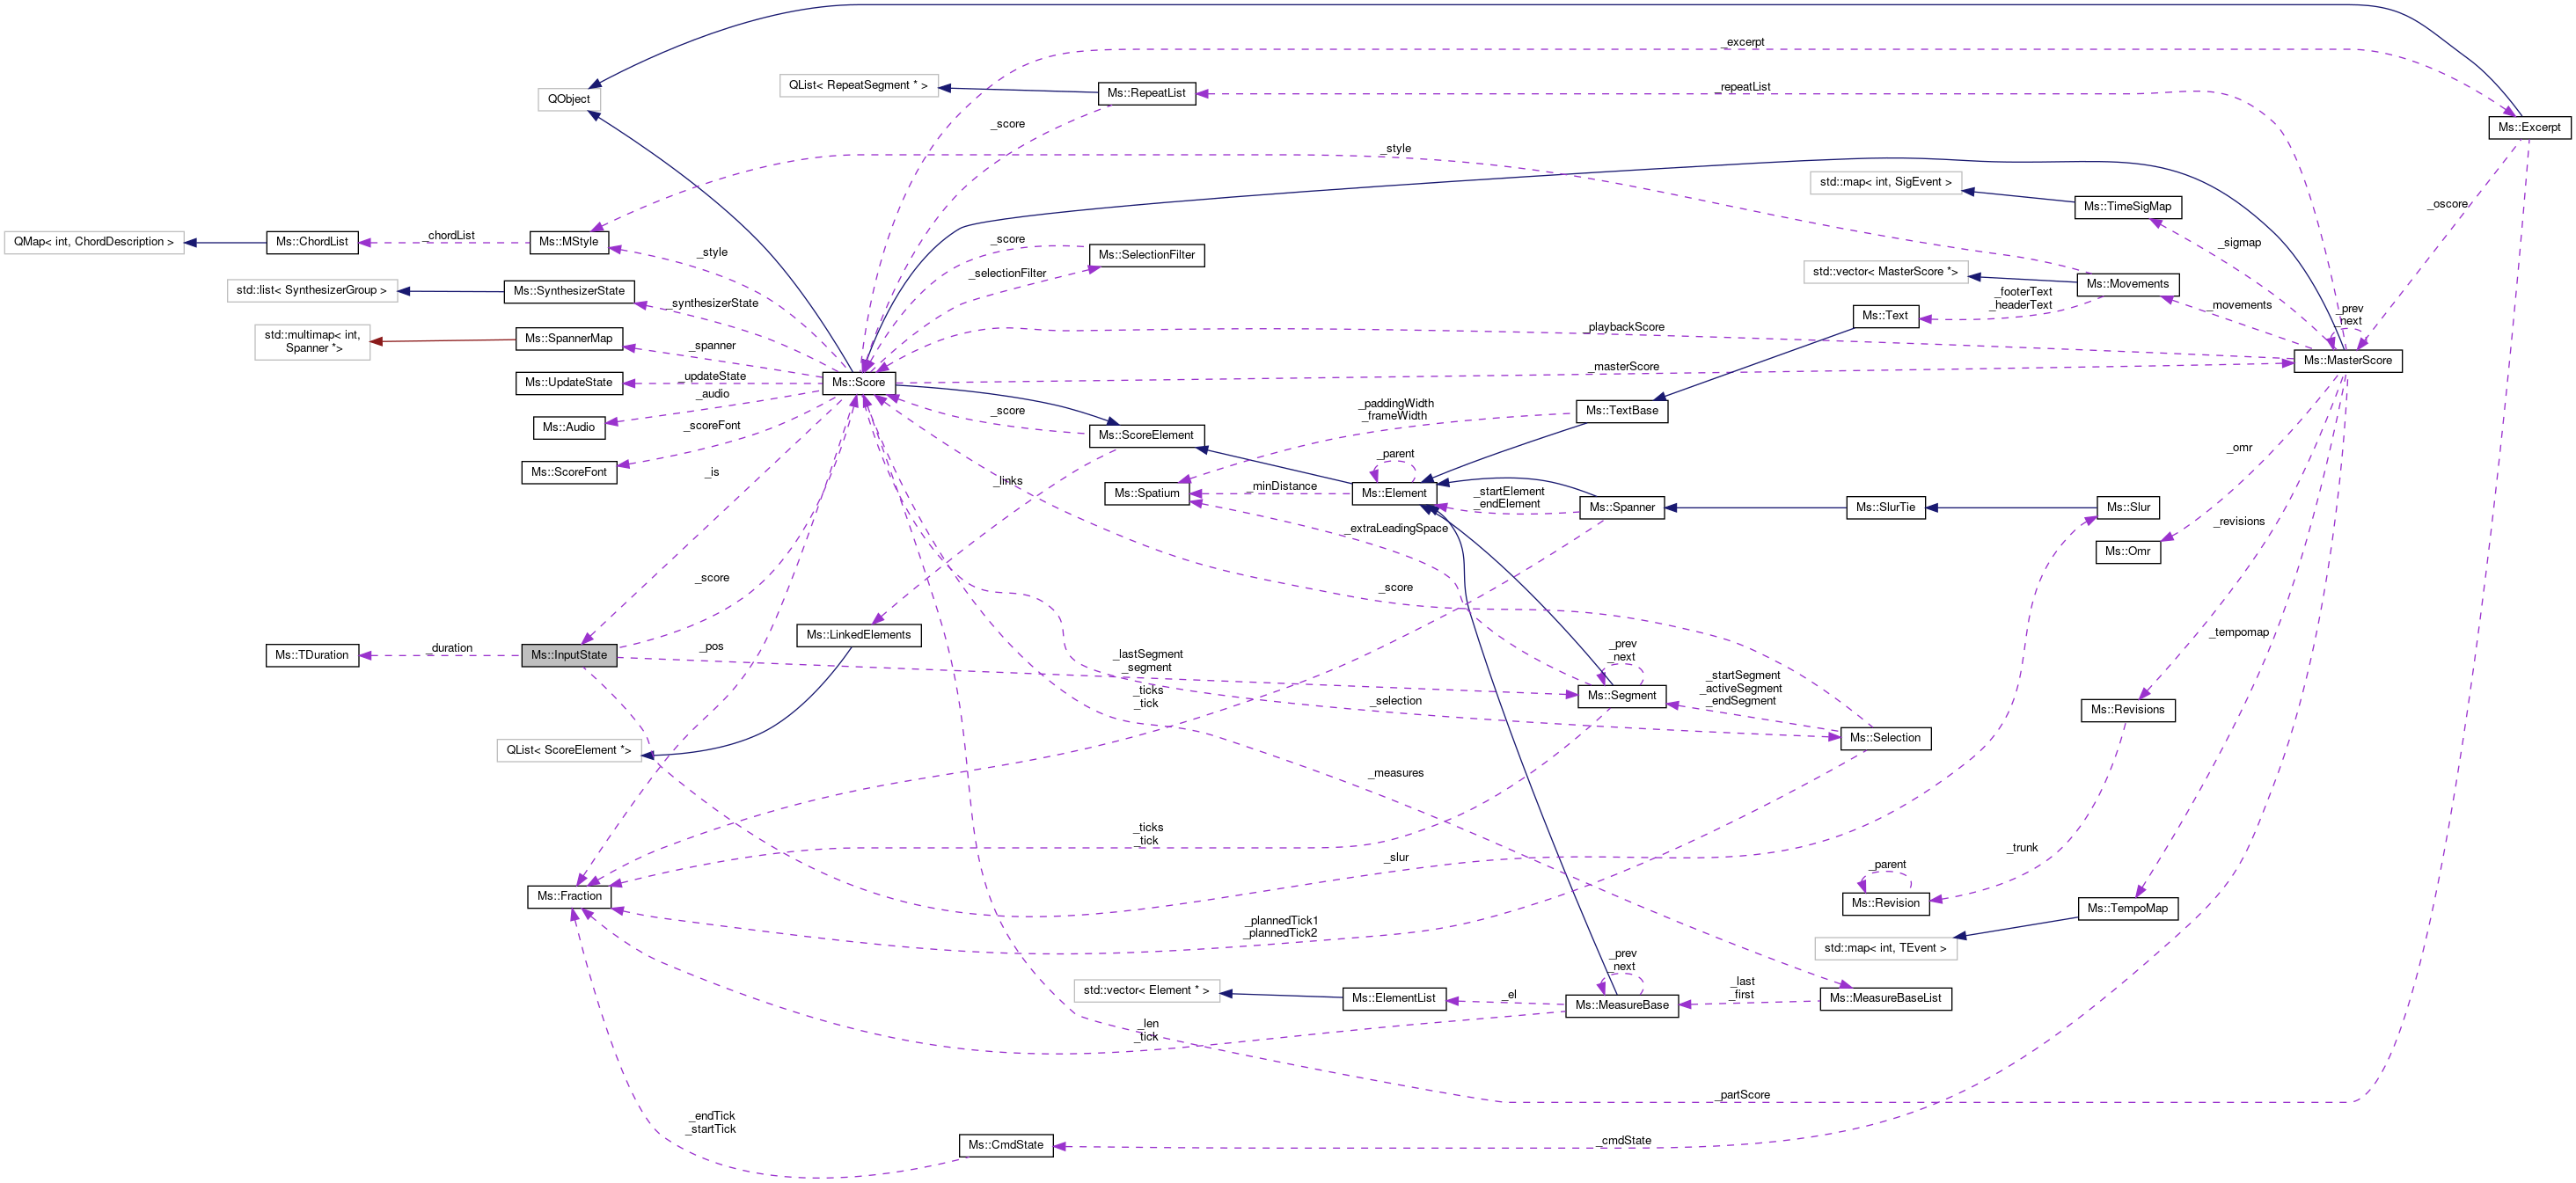 _excerpt
_repeatList
QList< RepeatSegment * >
Ms::RepeatList
QObject
Ms::Excerpt
_score
_style
std::map< int, SigEvent >
Ms::TimeSigMap
_oscore
QMap< int, ChordDescription >
Ms::ChordList
_chordList
Ms::MStyle
_style
_score
Ms::SelectionFilter
_sigmap
_selectionFilter
std::vector< MasterScore *>
Ms::Movements
std::list< SynthesizerGroup >
Ms::SynthesizerState
_synthesizerState
_footerText
_headerText
_movements
Ms::Text
_prev
_next
std::multimap< int,
Spanner *>
Ms::SpannerMap
_spanner
_playbackScore
Ms::MasterScore
_masterScore
Ms::UpdateState
_updateState
Ms::Score
_audio
Ms::Audio
_scoreFont
Ms::ScoreFont
_score
Ms::ScoreElement
_paddingWidth
_frameWidth
Ms::TextBase
_parent
_omr
_is
_links
Ms::Spatium
_minDistance
Ms::Element
_startElement
_endElement
Ms::Spanner
Ms::SlurTie
Ms::Slur
_extraLeadingSpace
_revisions
Ms::Omr
_score
_score
Ms::LinkedElements
_tempomap
Ms::TDuration
_duration
Ms::InputState
_pos
_lastSegment
_segment
_prev
_next
_ticks
_tick
_selection
Ms::Segment
_startSegment
_activeSegment
_endSegment
Ms::Revisions
Ms::Selection
QList< ScoreElement *>
_measures
_ticks
_tick
_slur
_trunk
_parent
Ms::Fraction
Ms::Revision
Ms::TempoMap
_plannedTick1
_plannedTick2
std::map< int, TEvent >
_prev
_next
std::vector< Element * >
Ms::ElementList
_el
Ms::MeasureBase
_last
_first
Ms::MeasureBaseList
_len
_tick
_partScore
_endTick
_startTick
Ms::CmdState
_cmdState